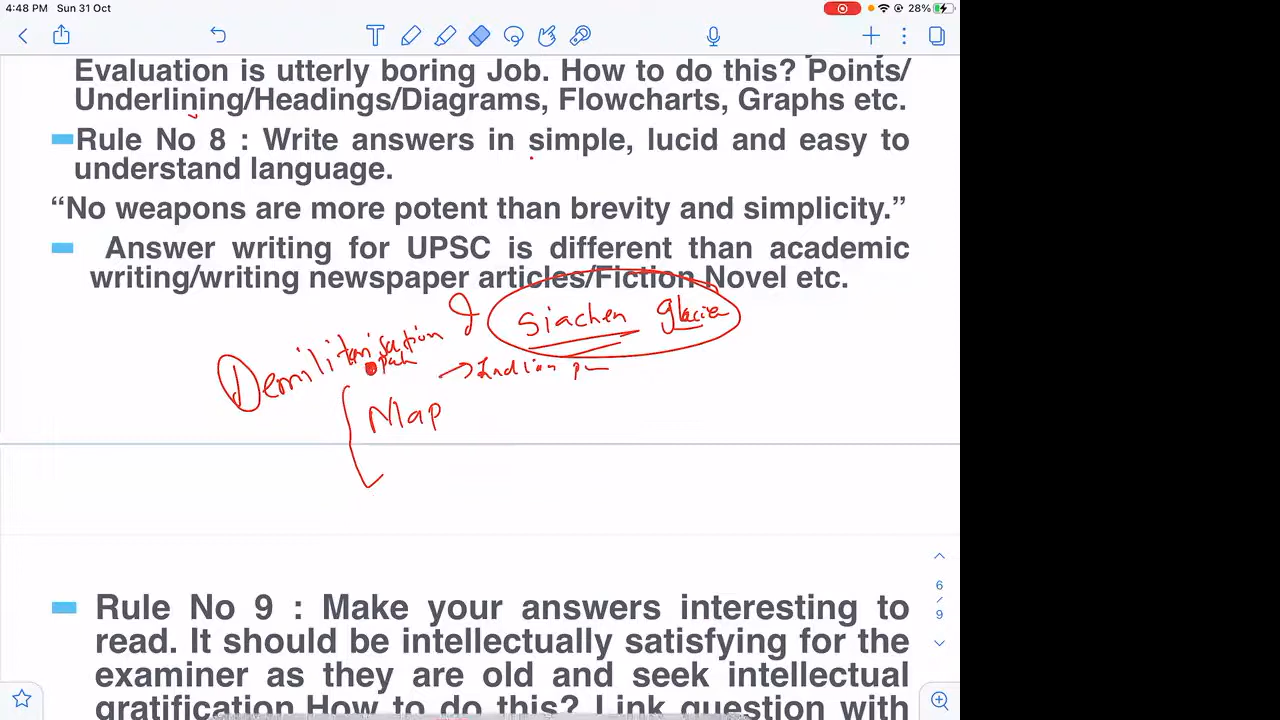 4:48 PM Sun 31 Oct
28%
Evaluation is utterly boring Job. How to do this? Points/
Underlining/Headings/Diagrams, Flowcharts, Graphs etc.
Rule No 8 : Write answers in simple, lucid and easy to
understand language.
“No weapons are more potent than brevity and simplicity.”
Answer writing for UPSC is different than academic
writing/writing newspaper articles/Fiction Novel etc.
Demilitarisation of Siachen glacier
Indian
Map
6
/
9
Rule No 9 : Make your answers interesting to
read. It should be intellectually satisfying for the
examiner as they are old and seek intellectual
gratification.How to do this? Link question with